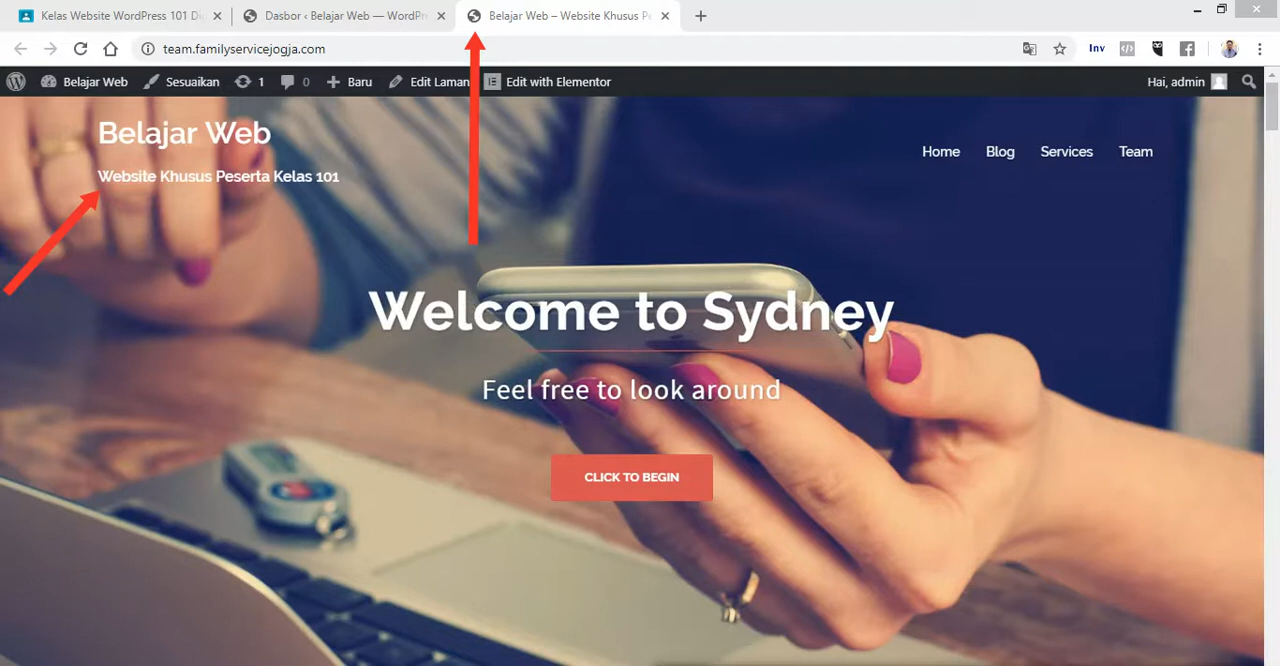 Kelas Website WordPress 101 Di
Dasbor ‹ Belajar Web — WordPr
Belajar Web – Website Khusus Pe
team.familyservicejogja.com
Inv
Belajar Web
Sesuaikan
1
0
Baru
Edit Laman
Edit with Elementor
Hai, admin
Belajar Web
Website Khusus Peserta Kelas 101
Home
Blog
Services
Team
Welcome to Sydney
Feel free to look around
CLICK TO BEGIN